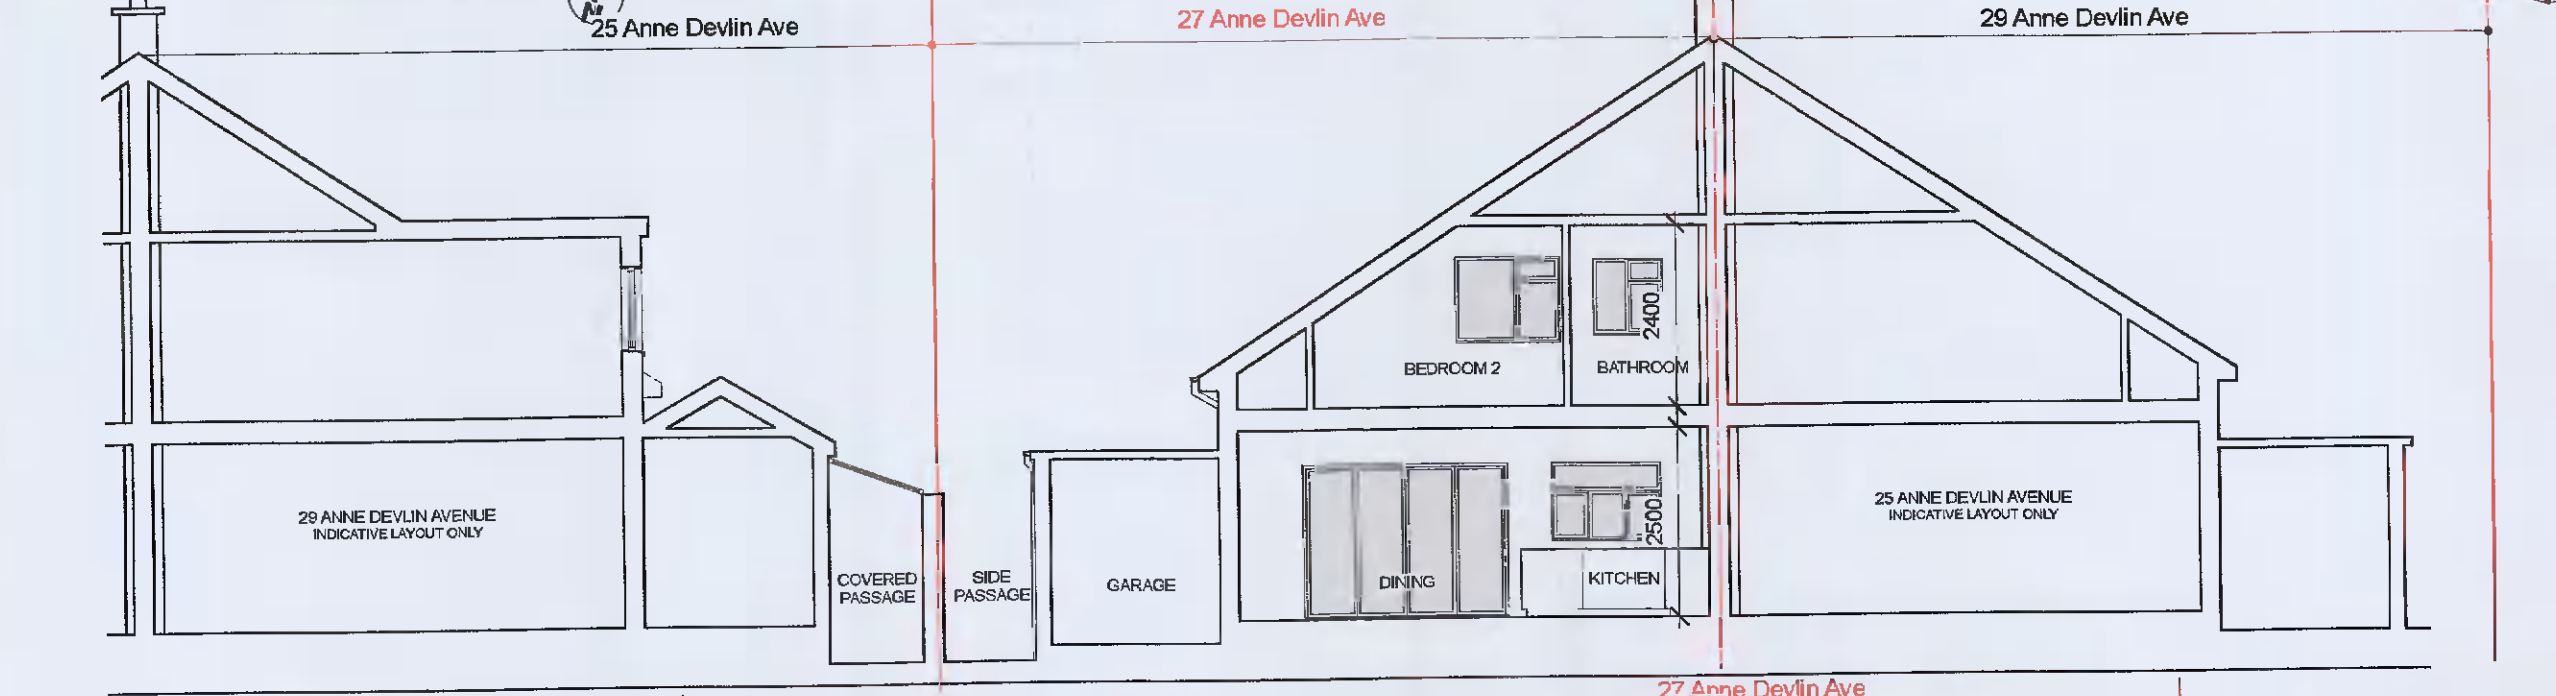 25 Anne Devlin Ave
27 Anne Devlin Ave
29 Anne Devlin Ave
BEDROOM 2
BATHROOM
2400
29 ANNE DEVLIN AVENUE
INDICATIVE LAYOUT ONLY
25 ANNE DEVLIN AVENUE
INDICATIVE LAYOUT ONLY
2500
COVERED
PASSAGE
SIDE
PASSAGE
GARAGE
DINING
KITCHEN
27 Anne Devlin Ave